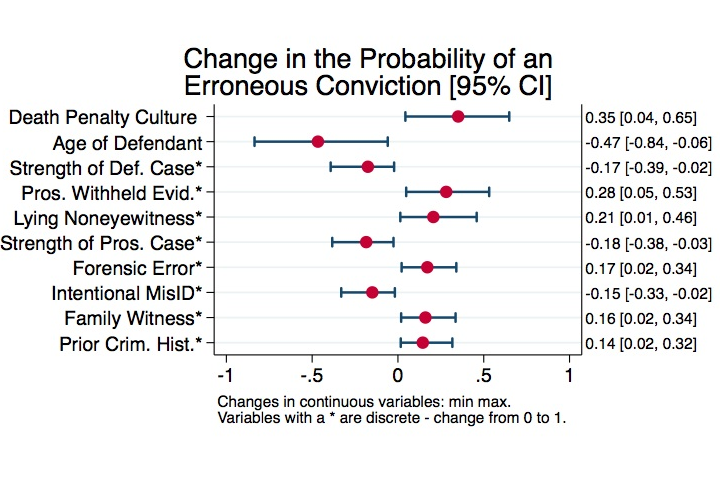 Change in the Probability of an
Erroneous Conviction [95% CI]
Death Penalty Culture 0.35 [0.04, 0.65]
Age of Defendant -0.47 [-0.84, -0.06]
Strength of Def. Case* -0.17 [-0.39, -0.02]
Pros. Withheld Evid.* 0.28 [0.05, 0.53]
Lying Noneyewitness* 0.21 [0.01, 0.46]
Strength of Pros. Case* -0.18 [-0.38, -0.03]
Forensic Error* 0.17 [0.02, 0.34]
Intentional MisID* -0.15 [-0.33, -0.02]
Family Witness* 0.16 [0.02, 0.34]
Prior Crim. Hist.* 0.14 [0.02, 0.32]
-1 -.5 0 .5 1
Changes in continuous variables: min max.
Variables with a * are discrete - change from 0 to 1.